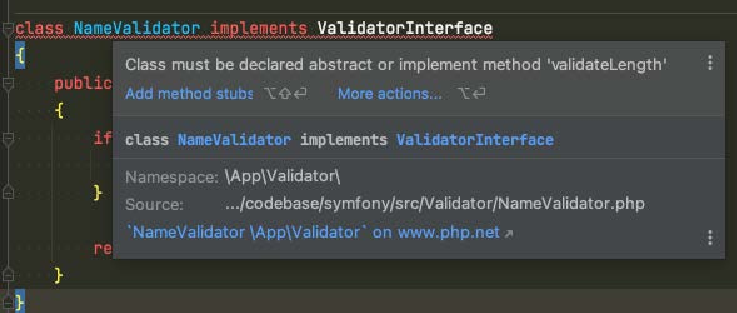 class NameValidator implements ValidatorInterface
{
Class must be declared abstract or implement method 'validateLength'
public
Add method stubs ⌥⇧⏎ More actions... ⌥⏎
{
if
class NameValidator implements ValidatorInterface
Namespace: \App\Validator\
}
Source: .../codebase/symfony/src/Validator/NameValidator.php
`NameValidator \App\Validator` on www.php.net ↗
re
}
}